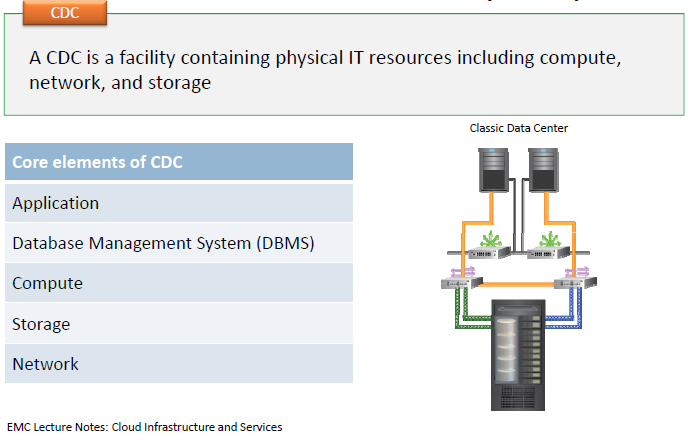 CDC
A CDC is a facility containing physical IT resources including compute,
network, and storage
Classic Data Center
Core elements of CDC
Application
Database Management System (DBMS)
Compute
Storage
Network
EMC Lecture Notes: Cloud Infrastructure and Services